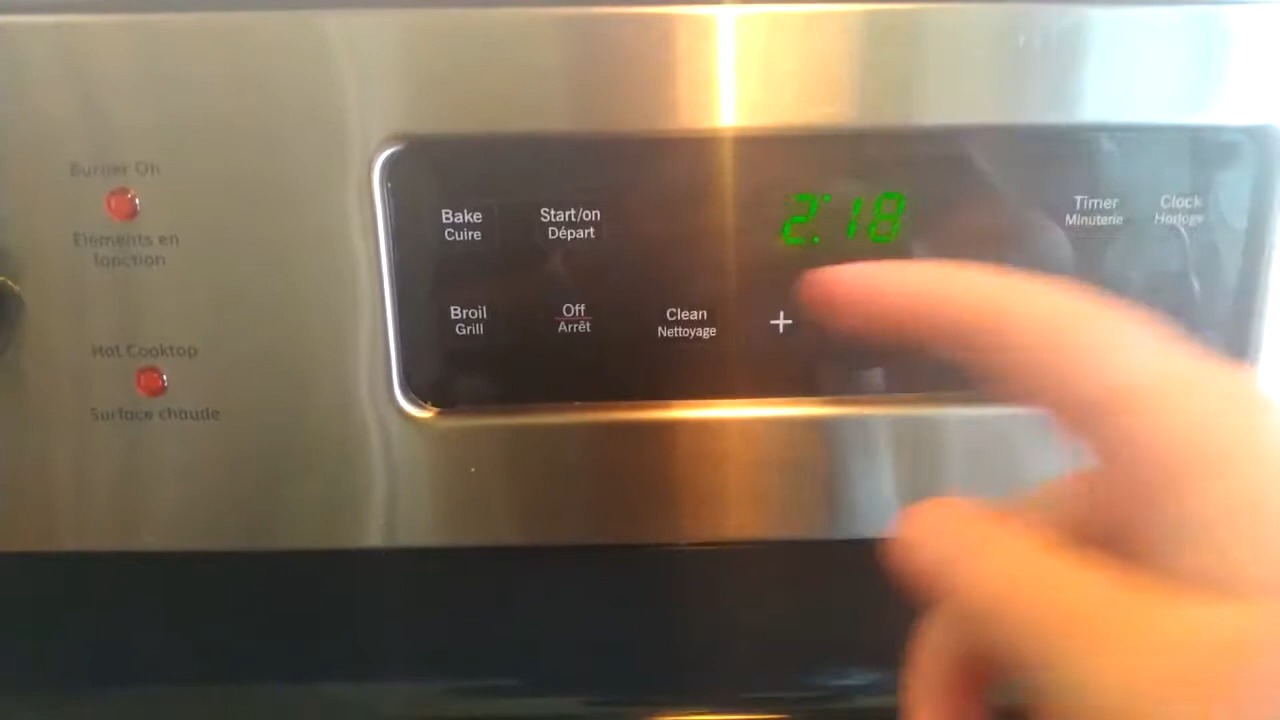 Burner On
Eléments en
fonction
Hot Cooktop
Surface chaude
Bake
Cuire
Start/on
Départ
2:18
Timer
Minuterie
Clock
Horloge
Broil
Grill
Off
Arrêt
Clean
Nettoyage
+